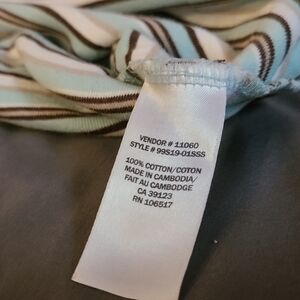 VENDOR # 11060
STYLE # 99S19-01SSS
100% COTTON/COTON
MADE IN CAMBODIA/
FAIT AU CAMBODGE
CA 39123
RN 106517